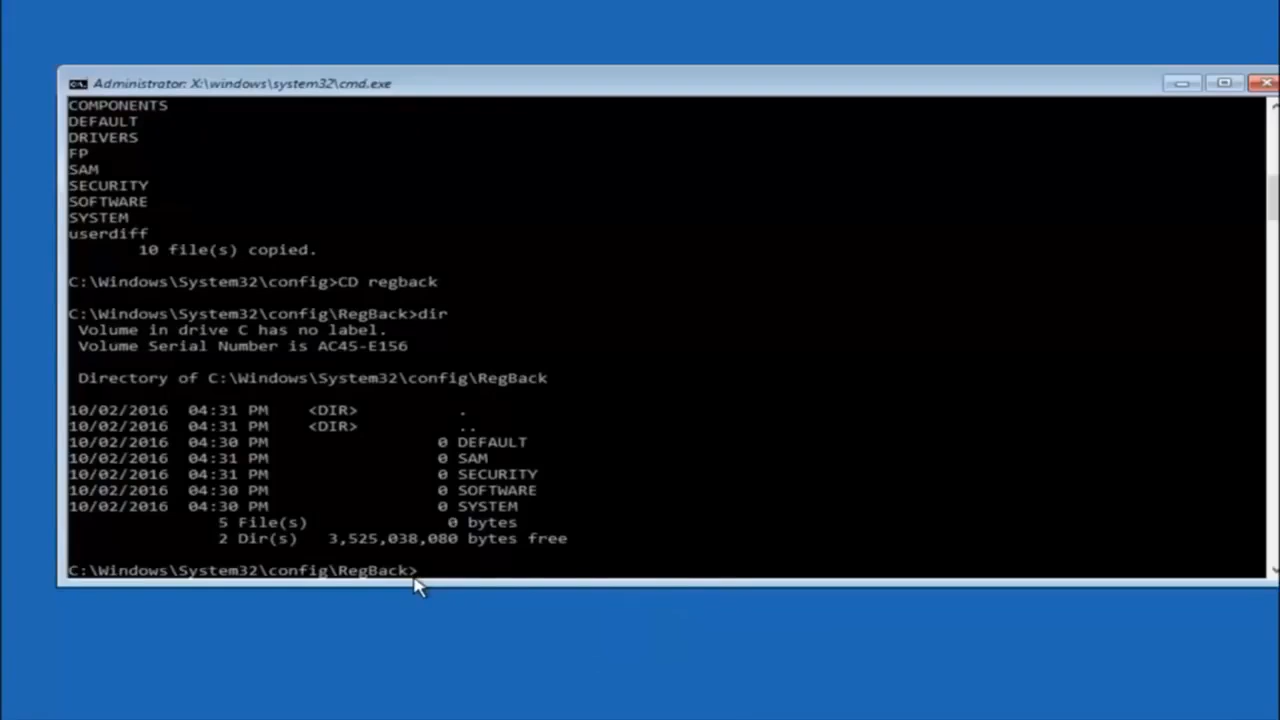 Administrator: X:\windows\system32\cmd.exe
COMPONENTS
DEFAULT
DRIVERS
FP
SAM
SECURITY
SOFTWARE
SYSTEM
userdiff
10 file(s) copied.
C:\Windows\System32\config>CD regback
C:\Windows\System32\config\RegBack>dir
Volume in drive C has no label.
Volume Serial Number is AC45-E156
Directory of C:\Windows\System32\config\RegBack
10/02/2016 04:31 PM <DIR> .
10/02/2016 04:31 PM <DIR> ..
10/02/2016 04:30 PM 0 DEFAULT
10/02/2016 04:31 PM 0 SAM
10/02/2016 04:31 PM 0 SECURITY
10/02/2016 04:30 PM 0 SOFTWARE
10/02/2016 04:30 PM 0 SYSTEM
5 File(s) 0 bytes
2 Dir(s) 3,525,038,080 bytes free
C:\Windows\System32\config\RegBack>